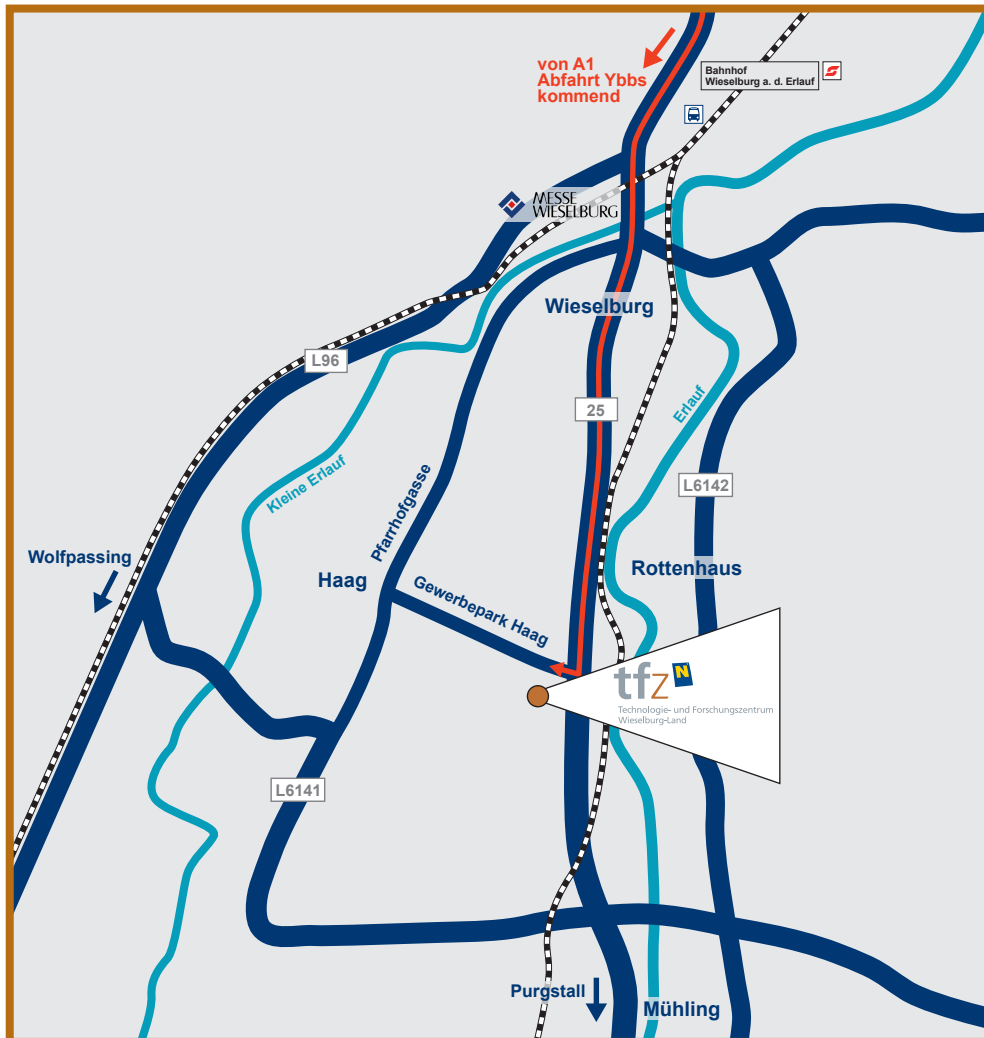 von A1
Abfahrt Ybbs
kommend
Bahnhof
Wieselburg a. d. Erlauf
MESSE
WIESELBURG
Wieselburg
L96
25
Erlauf
Kleine Erlauf
Pfarrhofgasse
L6142
Wolfpassing
Haag
Rottenhaus
Gewerbepark Haag
tfz N
Technologie- und Forschungszentrum
Wieselburg-Land
L6141
Purgstall
Mühling